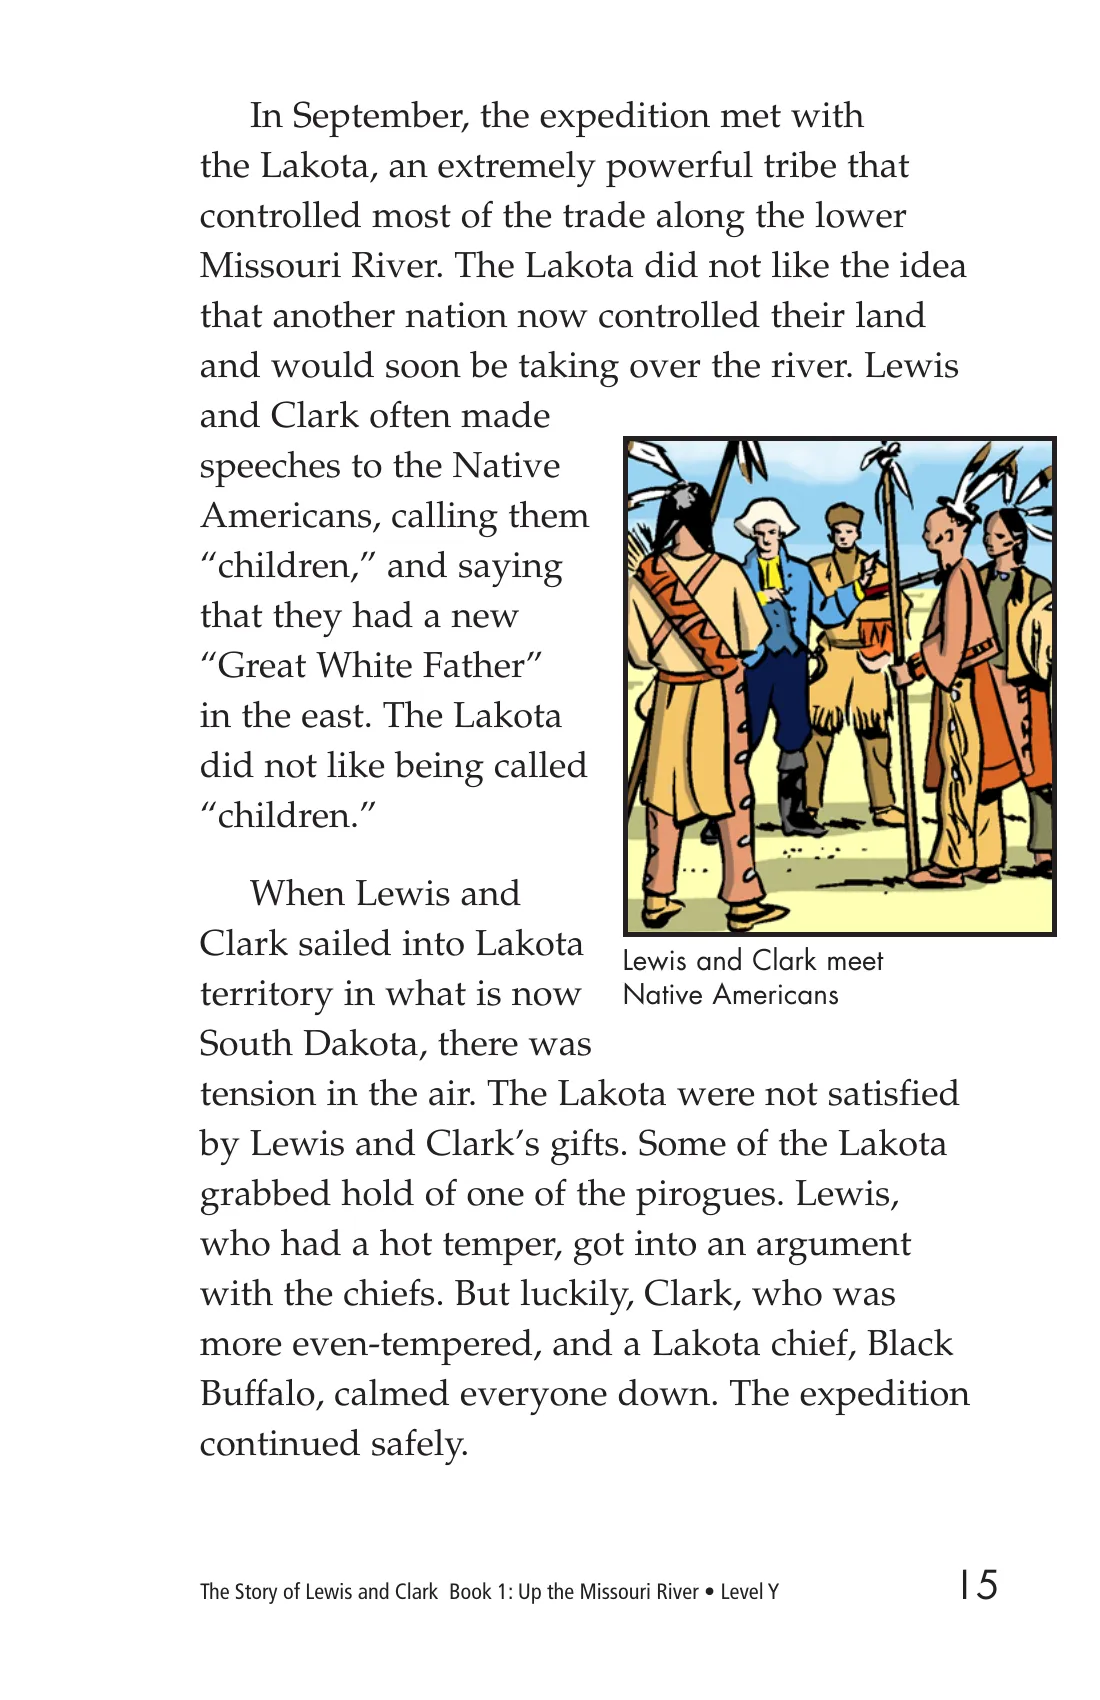 In September, the expedition met with
the Lakota, an extremely powerful tribe that
controlled most of the trade along the lower
Missouri River. The Lakota did not like the idea
that another nation now controlled their land
and would soon be taking over the river. Lewis
and Clark often made
speeches to the Native
Americans, calling them
“children,” and saying
that they had a new
“Great White Father”
in the east. The Lakota
did not like being called
“children.”
When Lewis and
Clark sailed into Lakota
territory in what is now
South Dakota, there was
tension in the air. The Lakota were not satisfied
by Lewis and Clark’s gifts. Some of the Lakota
grabbed hold of one of the pirogues. Lewis,
who had a hot temper, got into an argument
with the chiefs. But luckily, Clark, who was
more even-tempered, and a Lakota chief, Black
Buffalo, calmed everyone down. The expedition
continued safely.
Lewis and Clark meet
Native Americans
The Story of Lewis and Clark Book 1: Up the Missouri River • Level Y 15